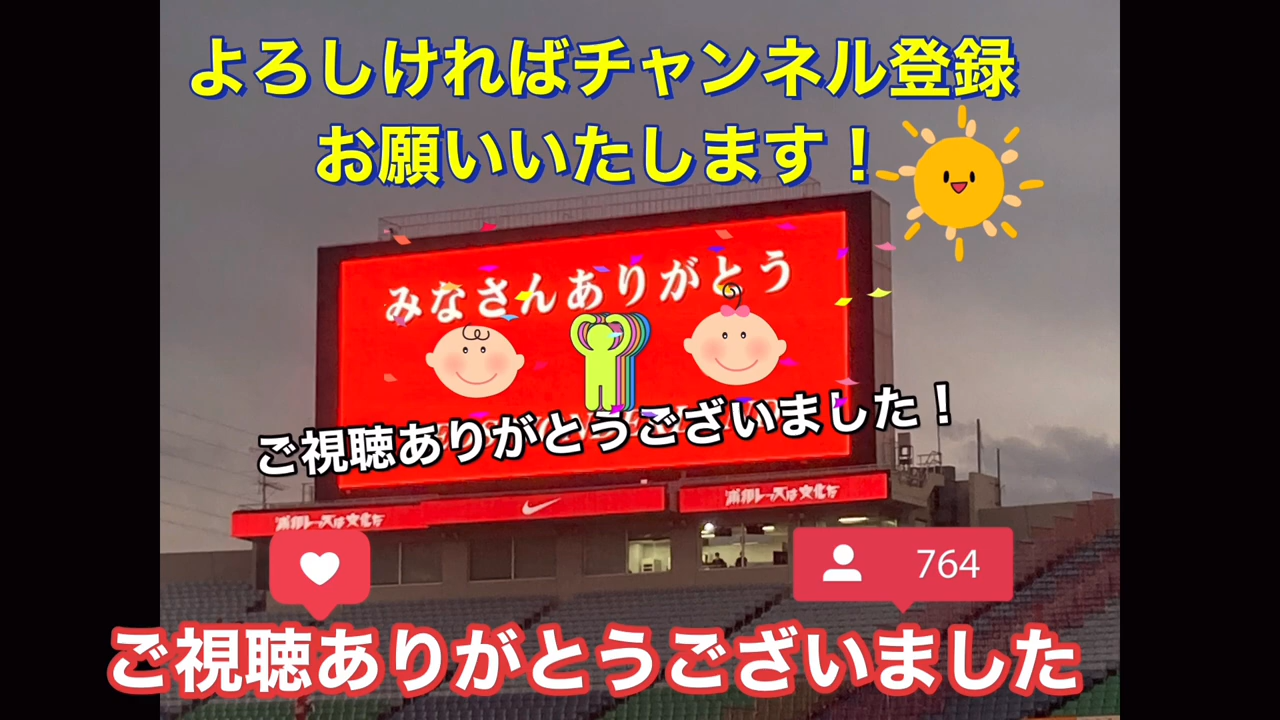 よろしければチャンネル登録
お願いいたします！
みなさんありがとう
ご視聴ありがとうございました！
764
ご視聴ありがとうございました